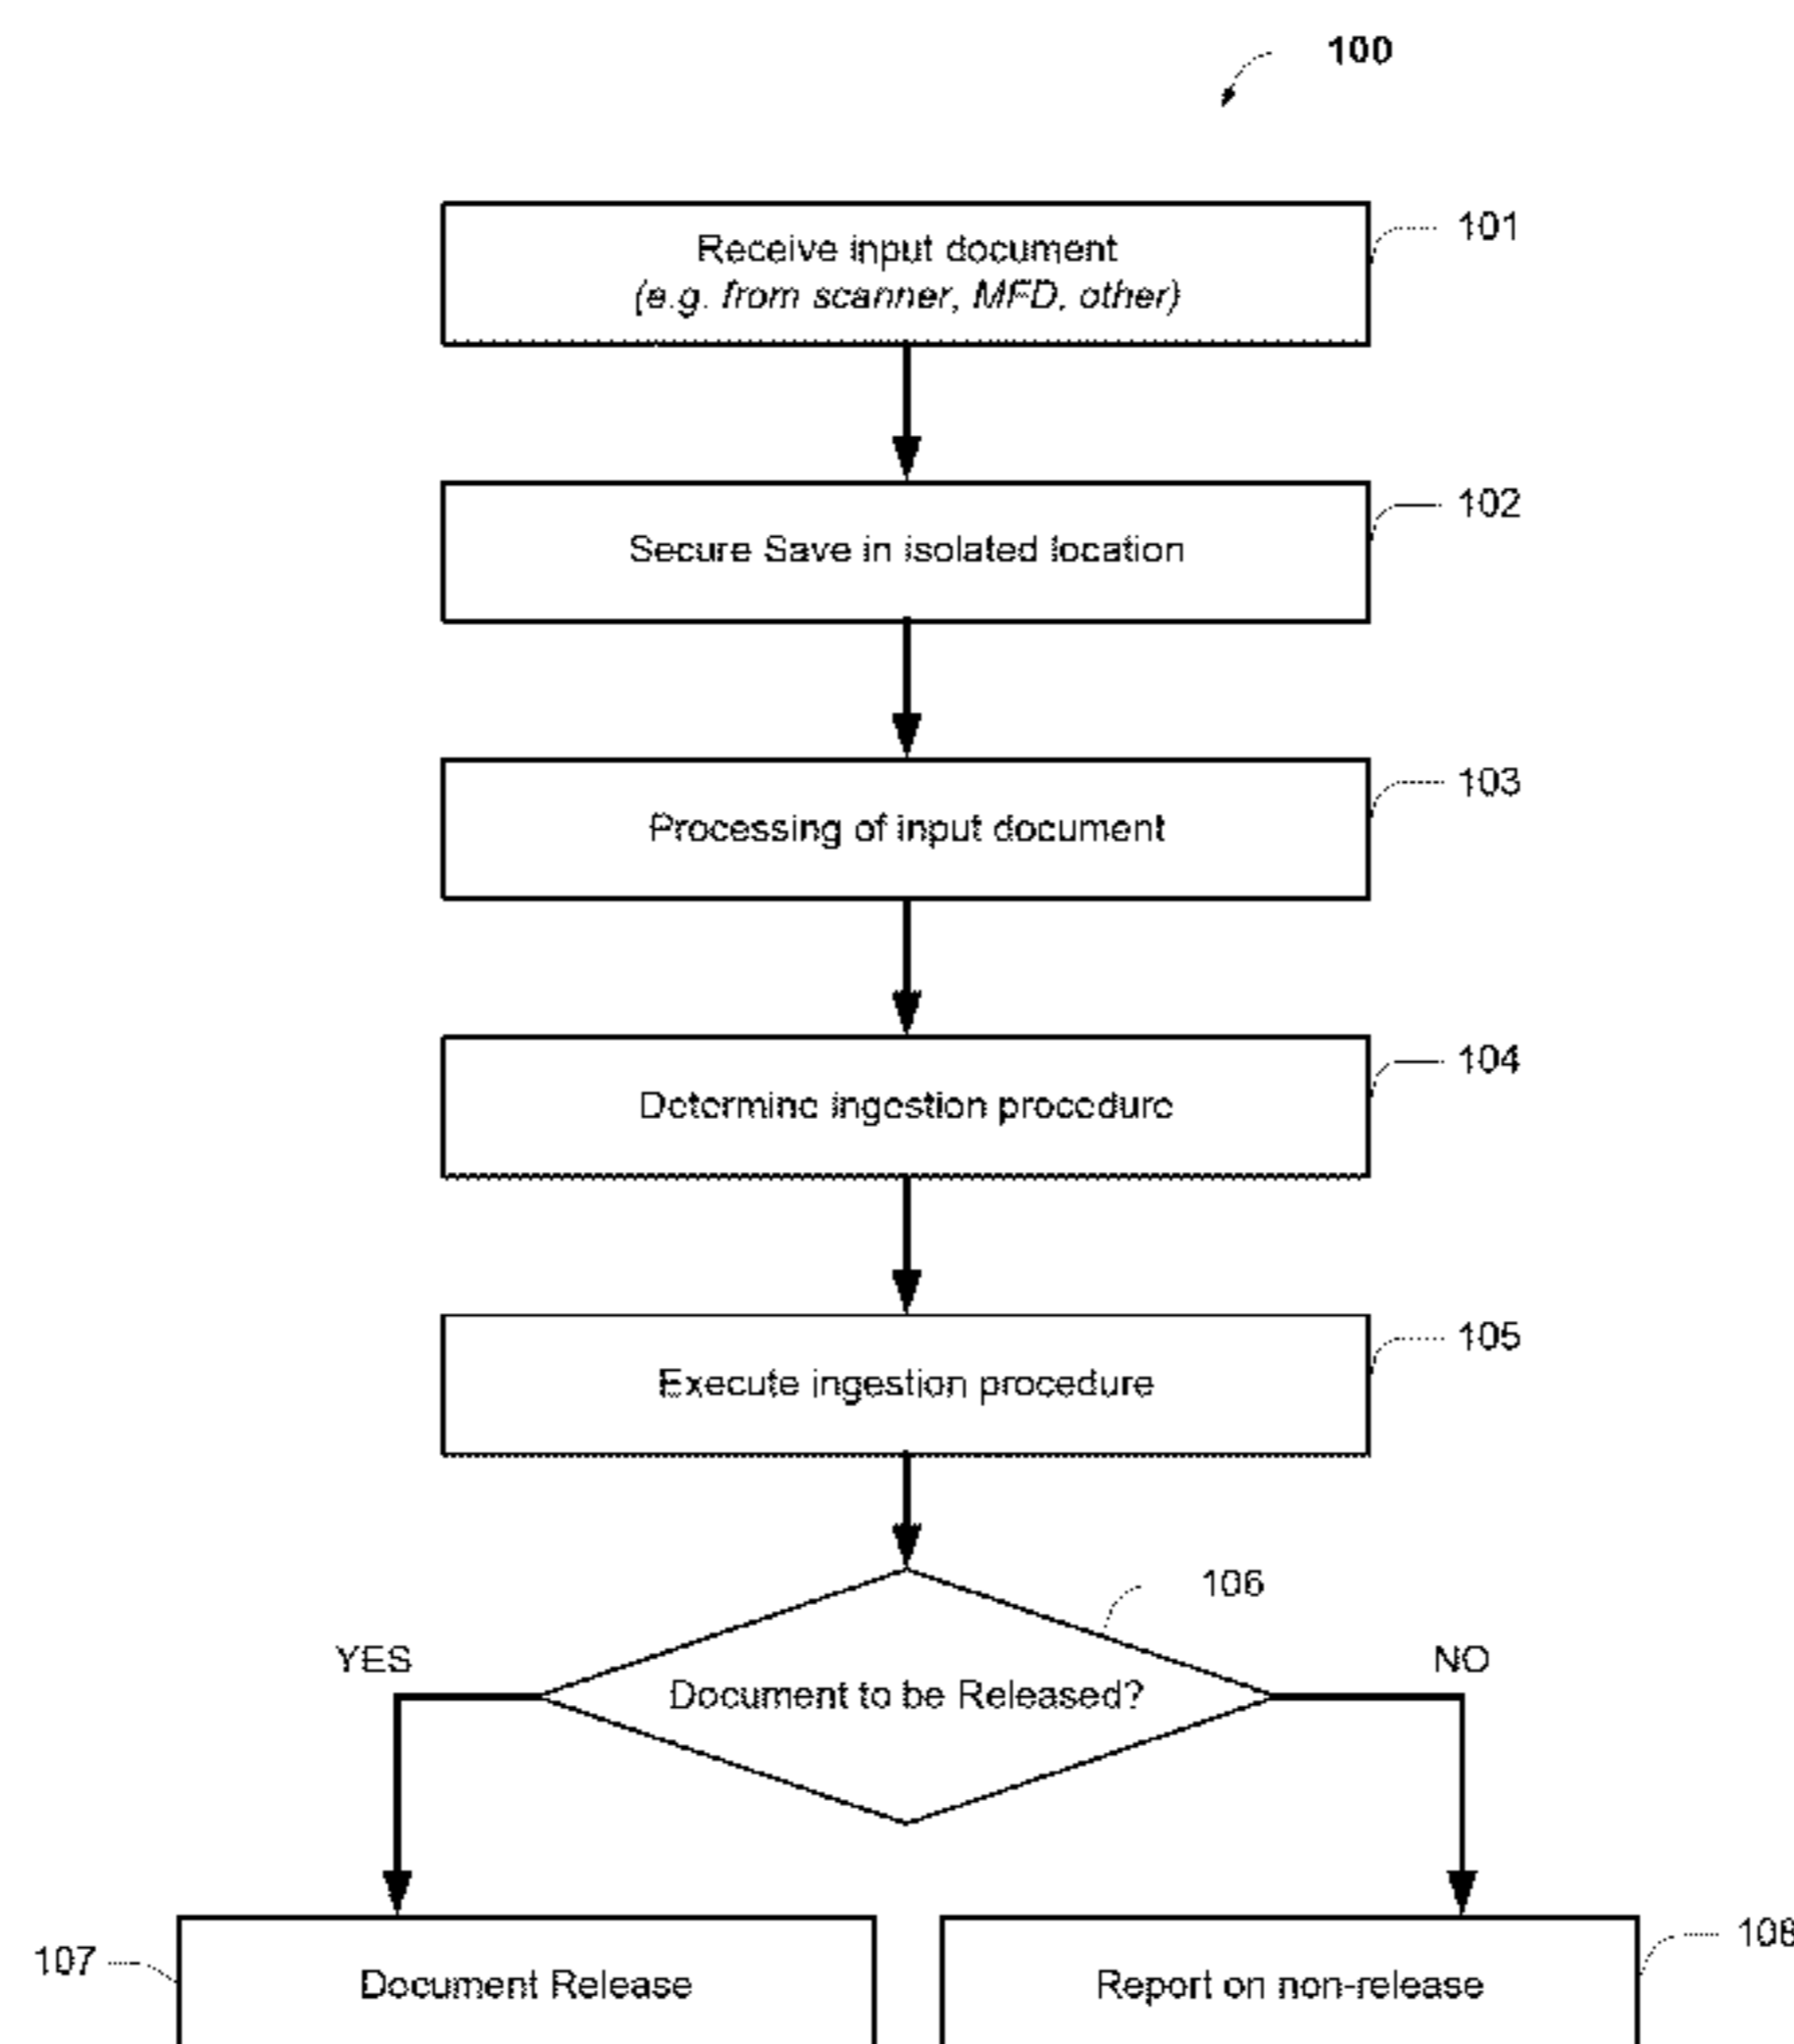 100
Receive input document
(e.g. from scanner, MFD, other)
101
Secure Save in isolated location
102
Processing of input document
103
Determine ingestion procedure
104
Execute ingestion procedure
105
106
YES
NO
Document to be Released?
107
Document Release
Report on non-release
108